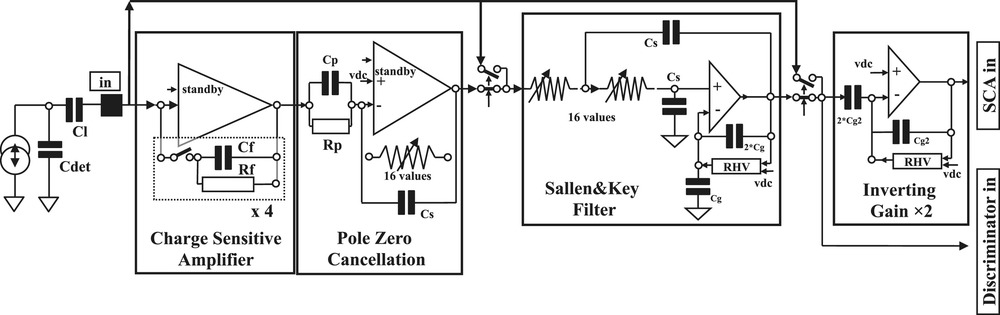 in
Cl
Cdet
standby
Cf
Rf
x 4
Charge Sensitive
Amplifier
Cp
vdc
standby
+
-
Rp
16 values
Cs
Pole Zero
Cancellation
Cs
Cs
16 values
+
-
2*Cg
RHV
vdc
Cg
Sallen&Key
Filter
vdc
+
-
2*Cg2
Cg2
RHV
vdc
Inverting
Gain ×2
SCA in
Discriminator in